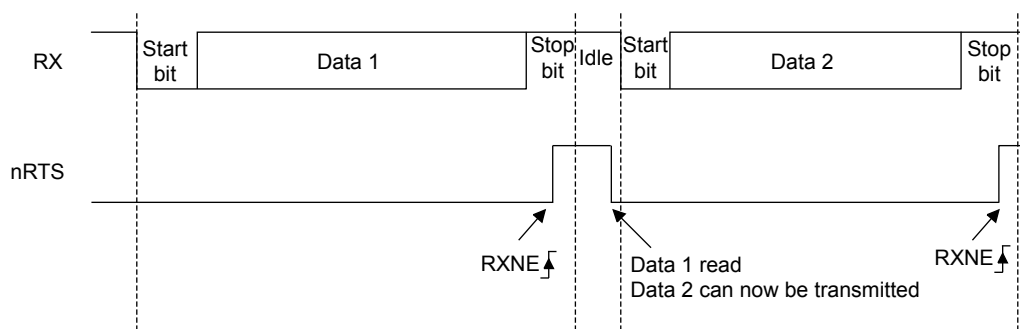 RX
Start bit
Data 1
Stop bit
Idle
Start bit
Data 2
Stop bit
nRTS
RXNE
Data 1 read
Data 2 can now be transmitted
RXNE